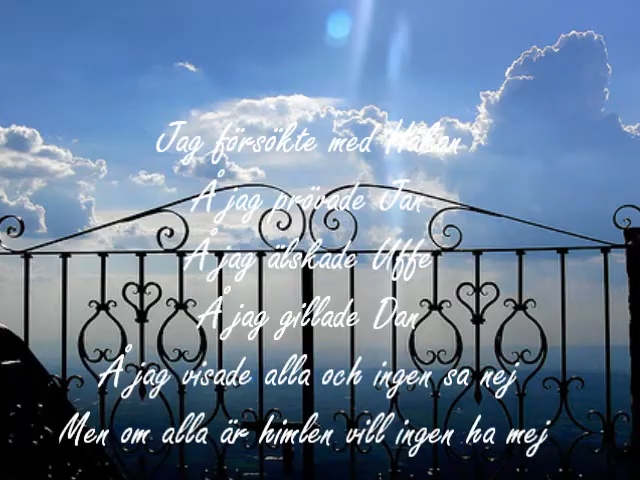 Jag försökte med Håkan
Å jag prövade Jan
Å jag älskade Uffe
Å jag gillade Dan
Å jag visade alla och ingen sa nej
Men om alla är himlen vill ingen ha mej